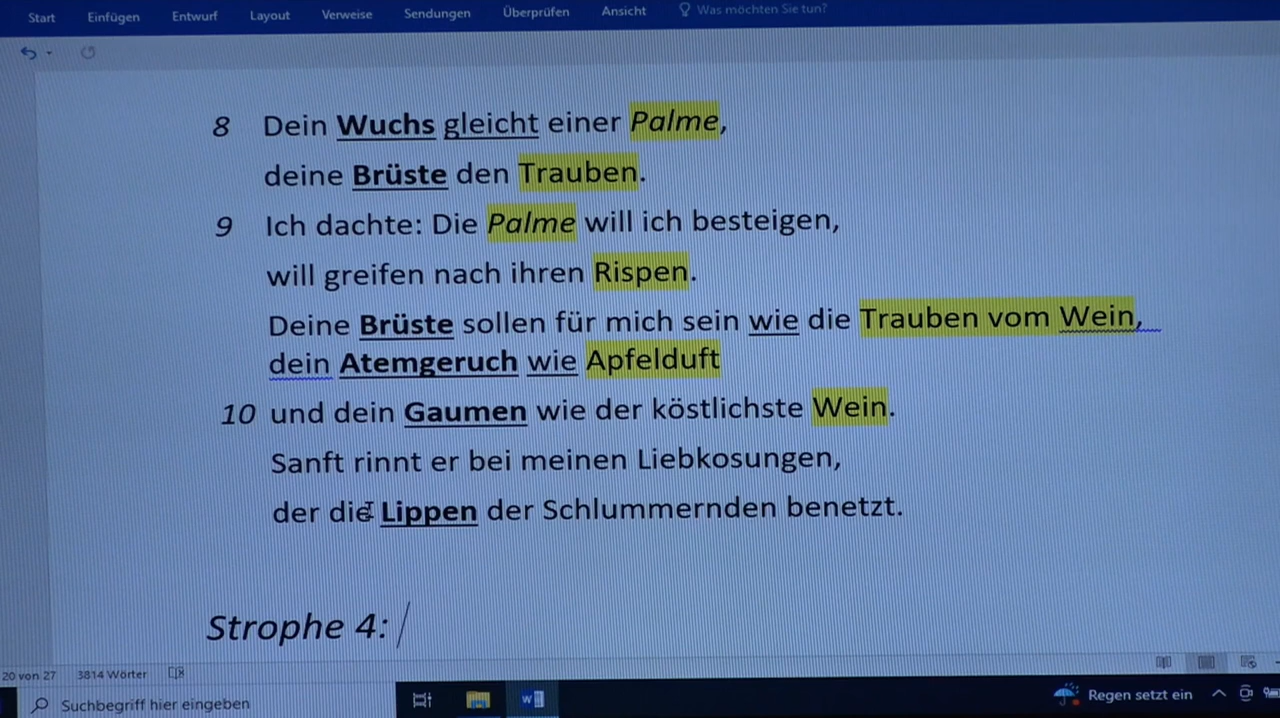 Start Einfügen Entwurf Layout Verweise Sendungen Überprüfen Ansicht Was möchten Sie tun?
8 Dein Wuchs gleicht einer Palme,
deine Brüste den Trauben.
9 Ich dachte: Die Palme will ich besteigen,
will greifen nach ihren Rispen.
Deine Brüste sollen für mich sein wie die Trauben vom Wein,
dein Atemgeruch wie Apfelduft
10 und dein Gaumen wie der köstlichste Wein.
Sanft rinnt er bei meinen Liebkosungen,
der die Lippen der Schlummernden benetzt.
Strophe 4:
20 von 27 3814 Wörter
Suchbegriff hier eingeben Regen setzt ein